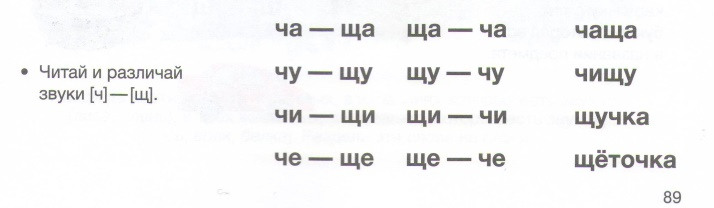 ча — ща ща — ча чаща
• Читай и различай
звуки [ч]—[щ].
чу — щу щу — чу чищу
чи — щи щи — чи щучка
че — ще ще — че щёточка
89